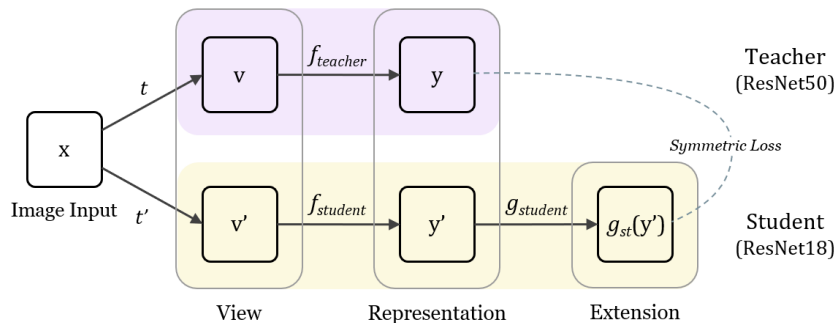 v
f_teacher
y
Teacher
(ResNet50)
t
x
Image Input
Symmetric Loss
t'
v'
f_student
y'
g_student
g_st(y')
Student
(ResNet18)
View
Representation
Extension